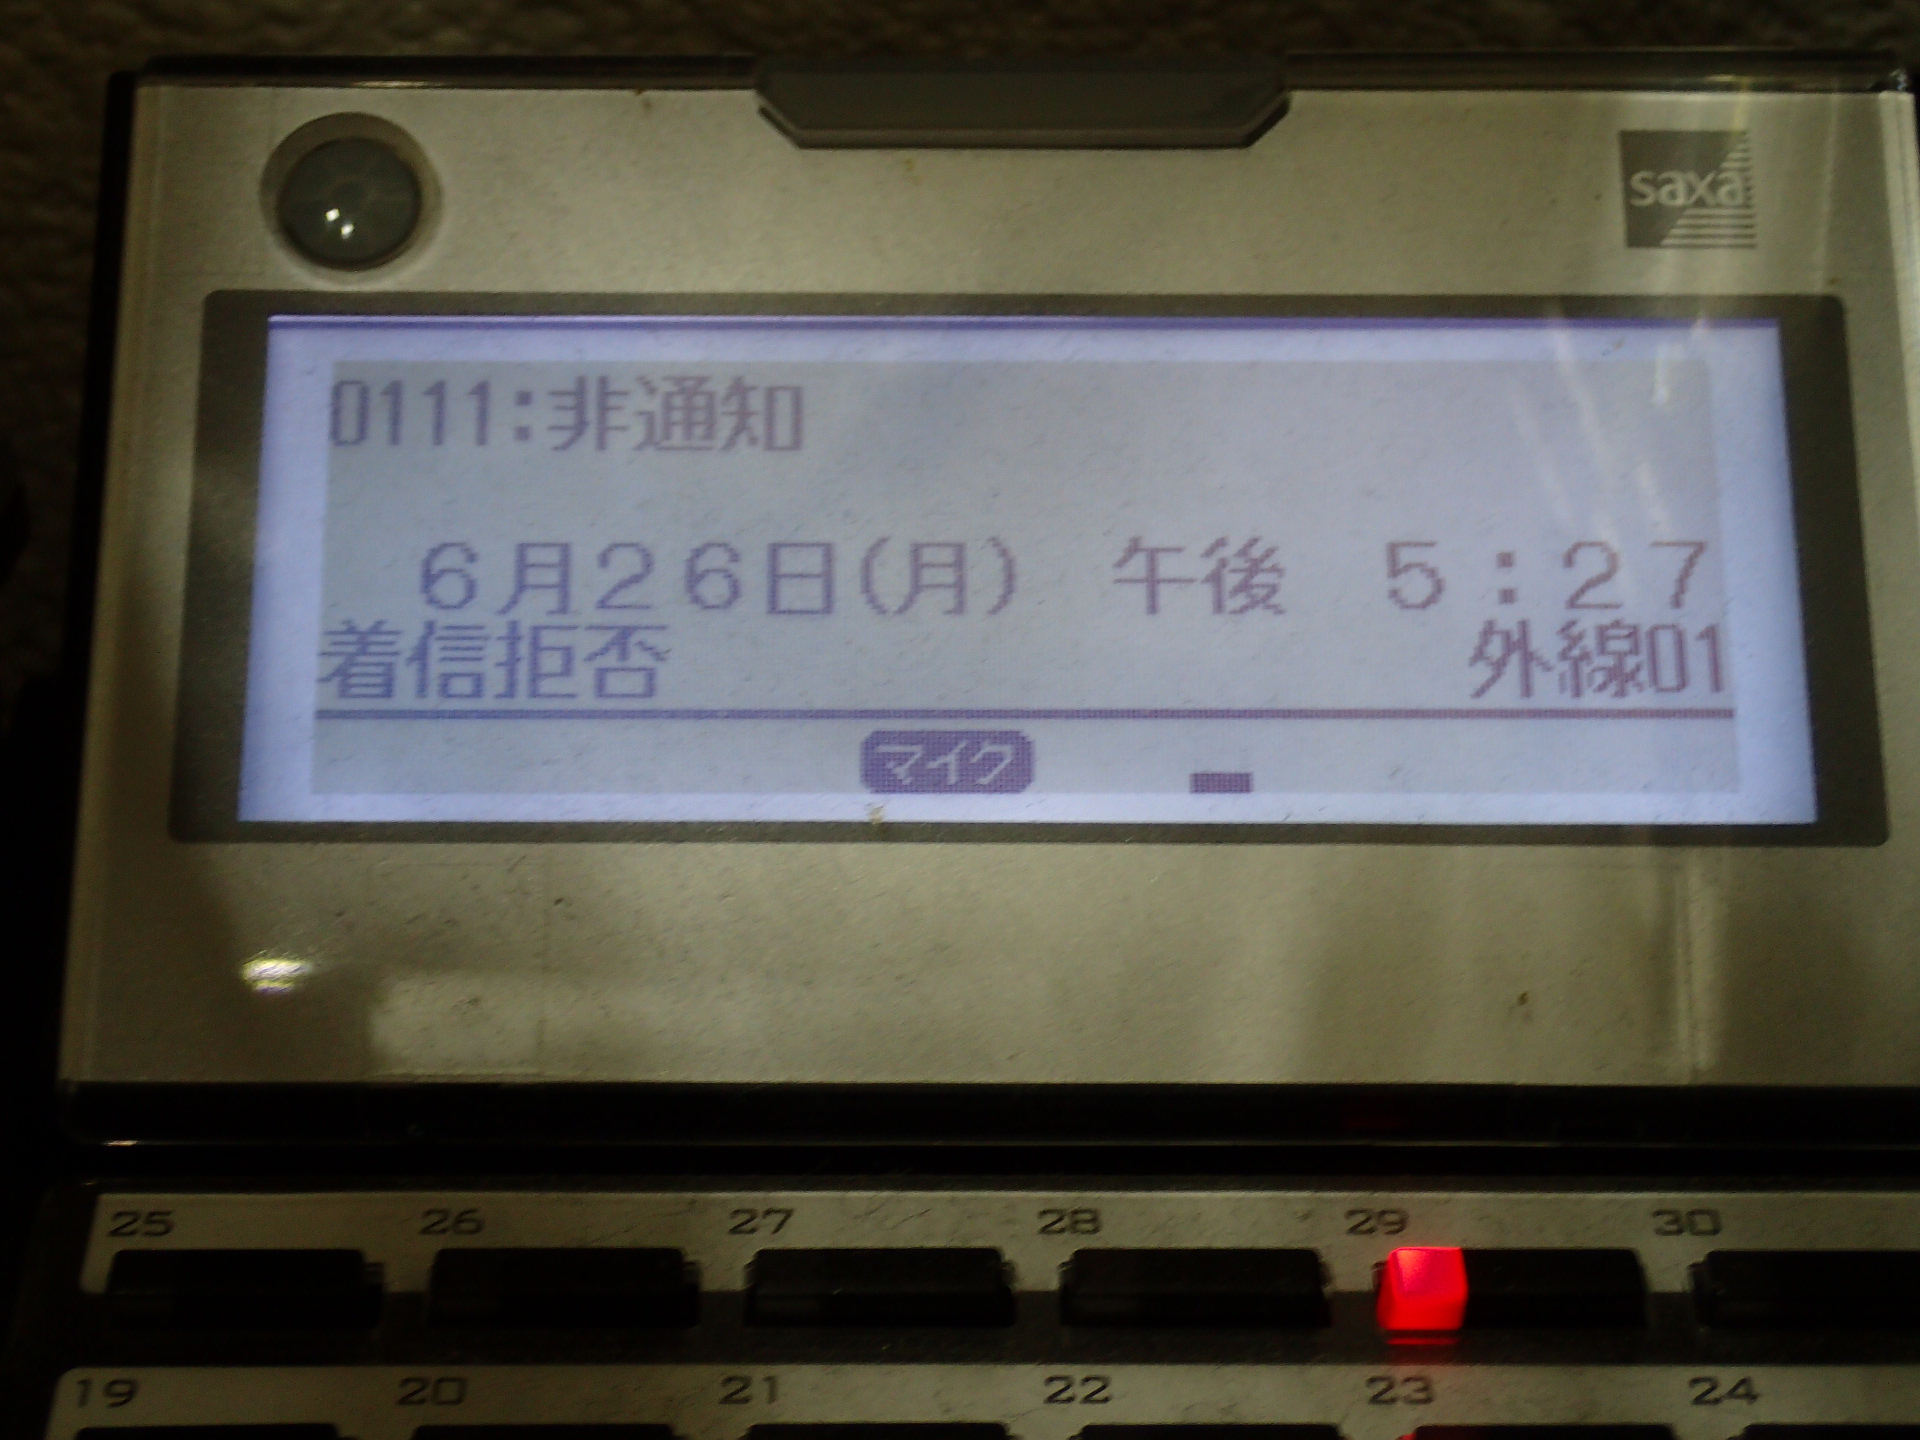 saxa
0111:非通知
6月26日(月) 午後 5:27
着信拒否 外線01
マイク
25 26 27 28 29 30
19 20 21 22 23 24